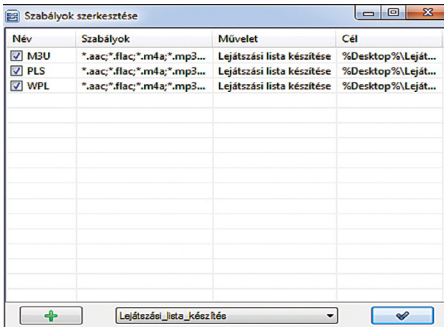 Szabályok szerkesztése
Név Szabályok Művelet Cél
M3U *.aac;*.flac;*.m4a;*.mp3... Lejátszási lista készítése %Desktop%\Leját...
PLS *.aac;*.flac;*.m4a;*.mp3... Lejátszási lista készítése %Desktop%\Leját...
WPL *.aac;*.flac;*.m4a;*.mp3... Lejátszási lista készítése %Desktop%\Leját...
Lejátszási_lista_készítés